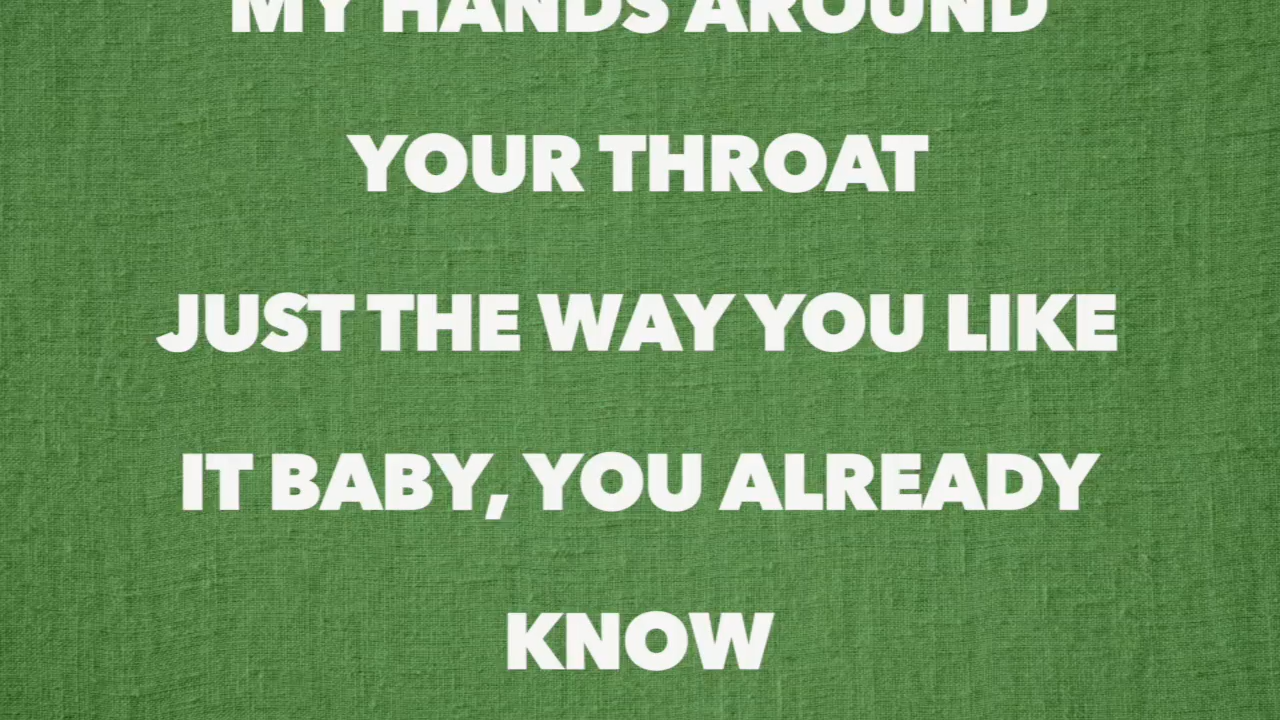 MY HANDS AROUND
YOUR THROAT
JUST THE WAY YOU LIKE
IT BABY, YOU ALREADY
KNOW